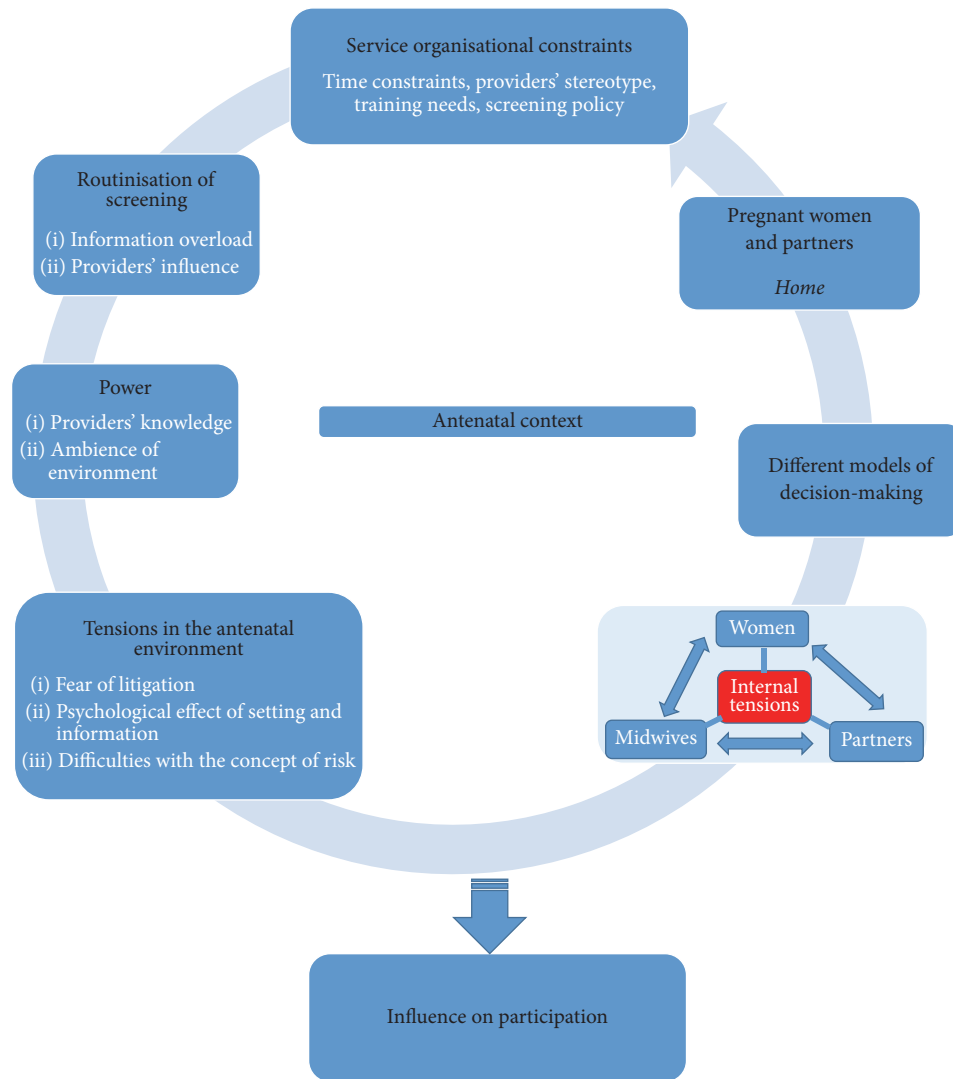 Service organisational constraints
Time constraints, providers’ stereotype,
training needs, screening policy
Routinisation of
screening
(i) Information overload
(ii) Providers’ influence
Pregnant women
and partners
Home
Power
(i) Providers’ knowledge
(ii) Ambience of
environment
Antenatal context
Different models of
decision-making
Tensions in the antenatal
environment
(i) Fear of litigation
(ii) Psychological effect of setting and
information
(iii) Difficulties with the concept of risk
Women
Internal
tensions
Midwives
Partners
Influence on participation